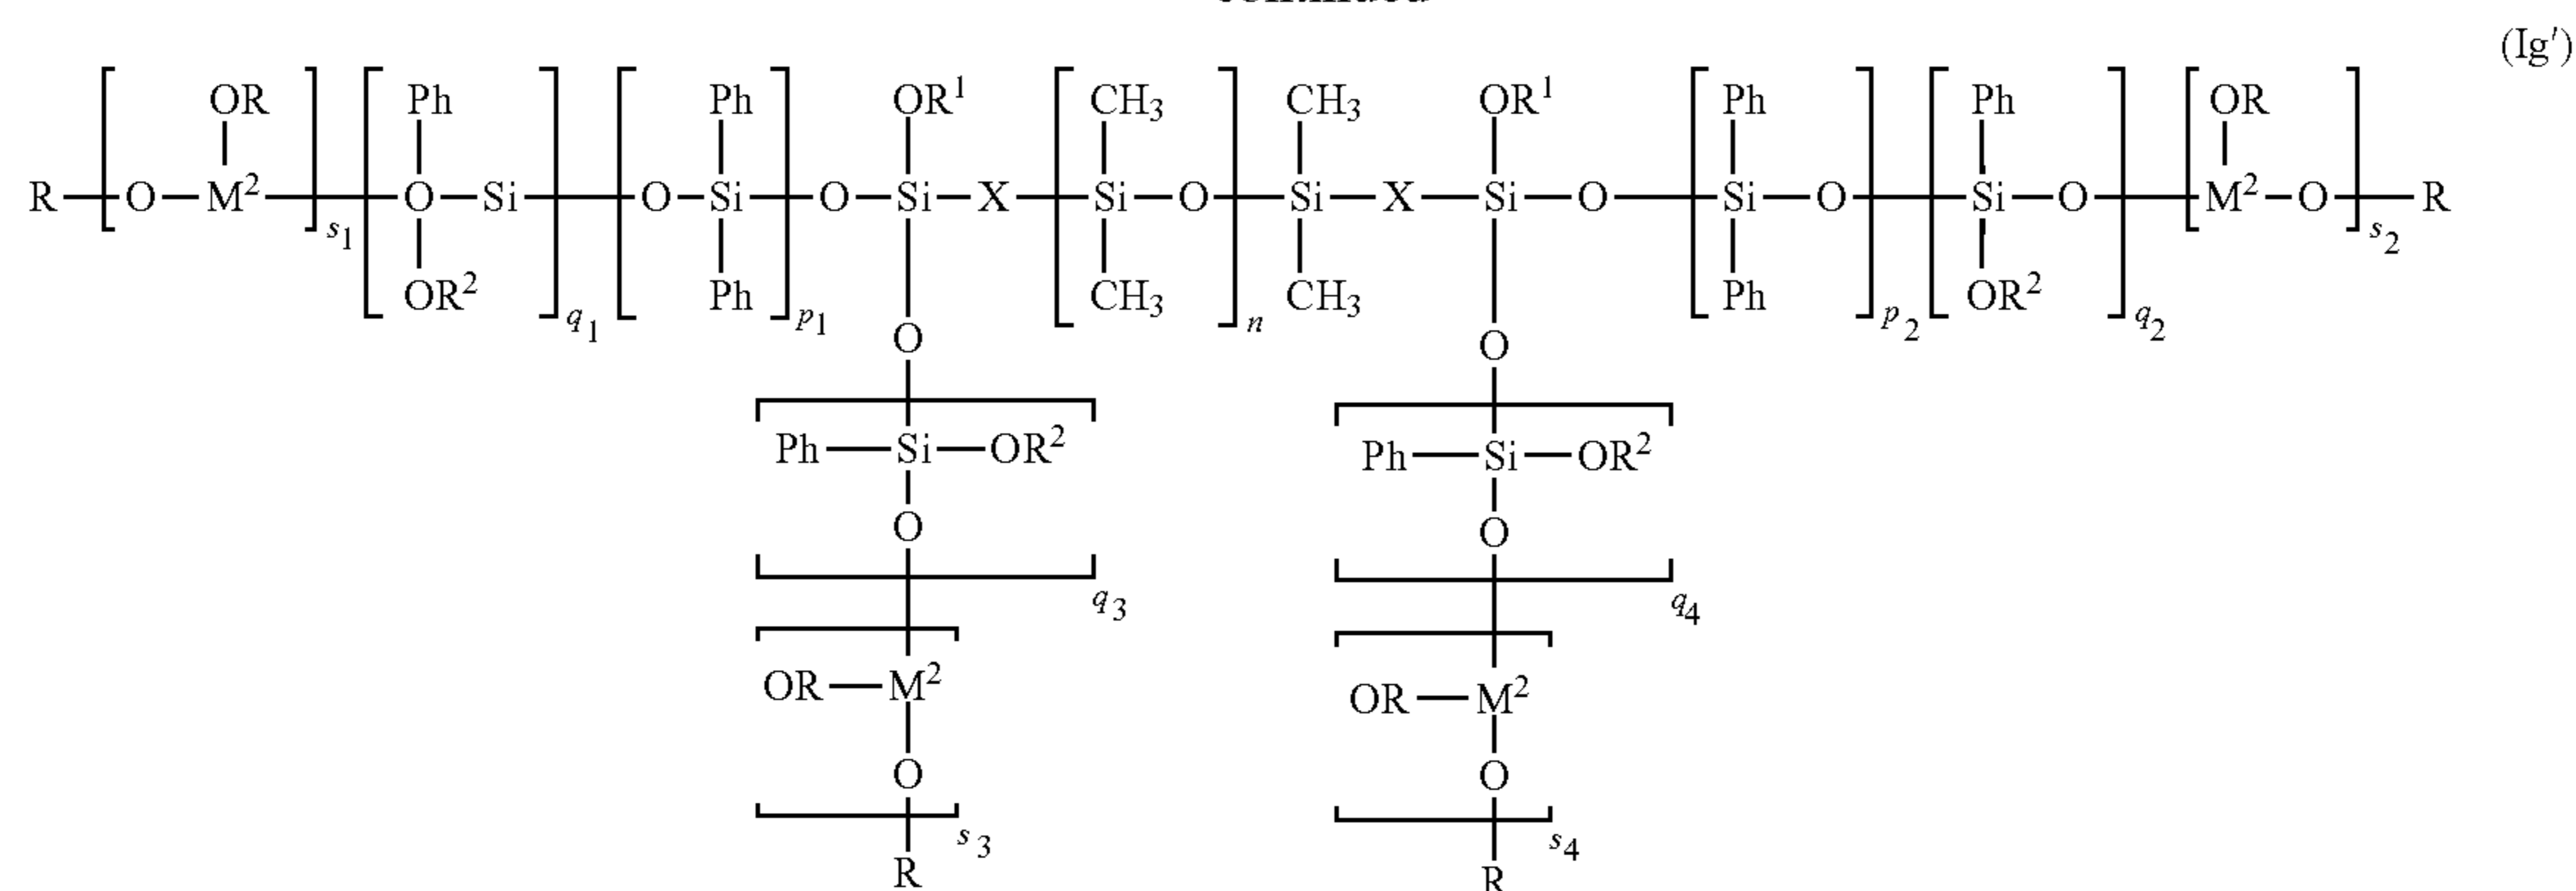 (Ig′)
OR Ph Ph OR¹ CH₃ CH₃ OR¹ Ph Ph OR
R—[O—M²]s₁—[O—Si]q₁—[O—Si]p₁—O—Si—X—[Si—O]n—Si—X—Si—O—[Si—O]p₂—[Si—O]q₂—[M²—O]s₂—R
OR² Ph CH₃ CH₃ Ph OR²
O O
Ph—Si—OR² Ph—Si—OR²
O O
q₃ q₄
OR—M² OR—M²
O O
s₃ s₄
R R